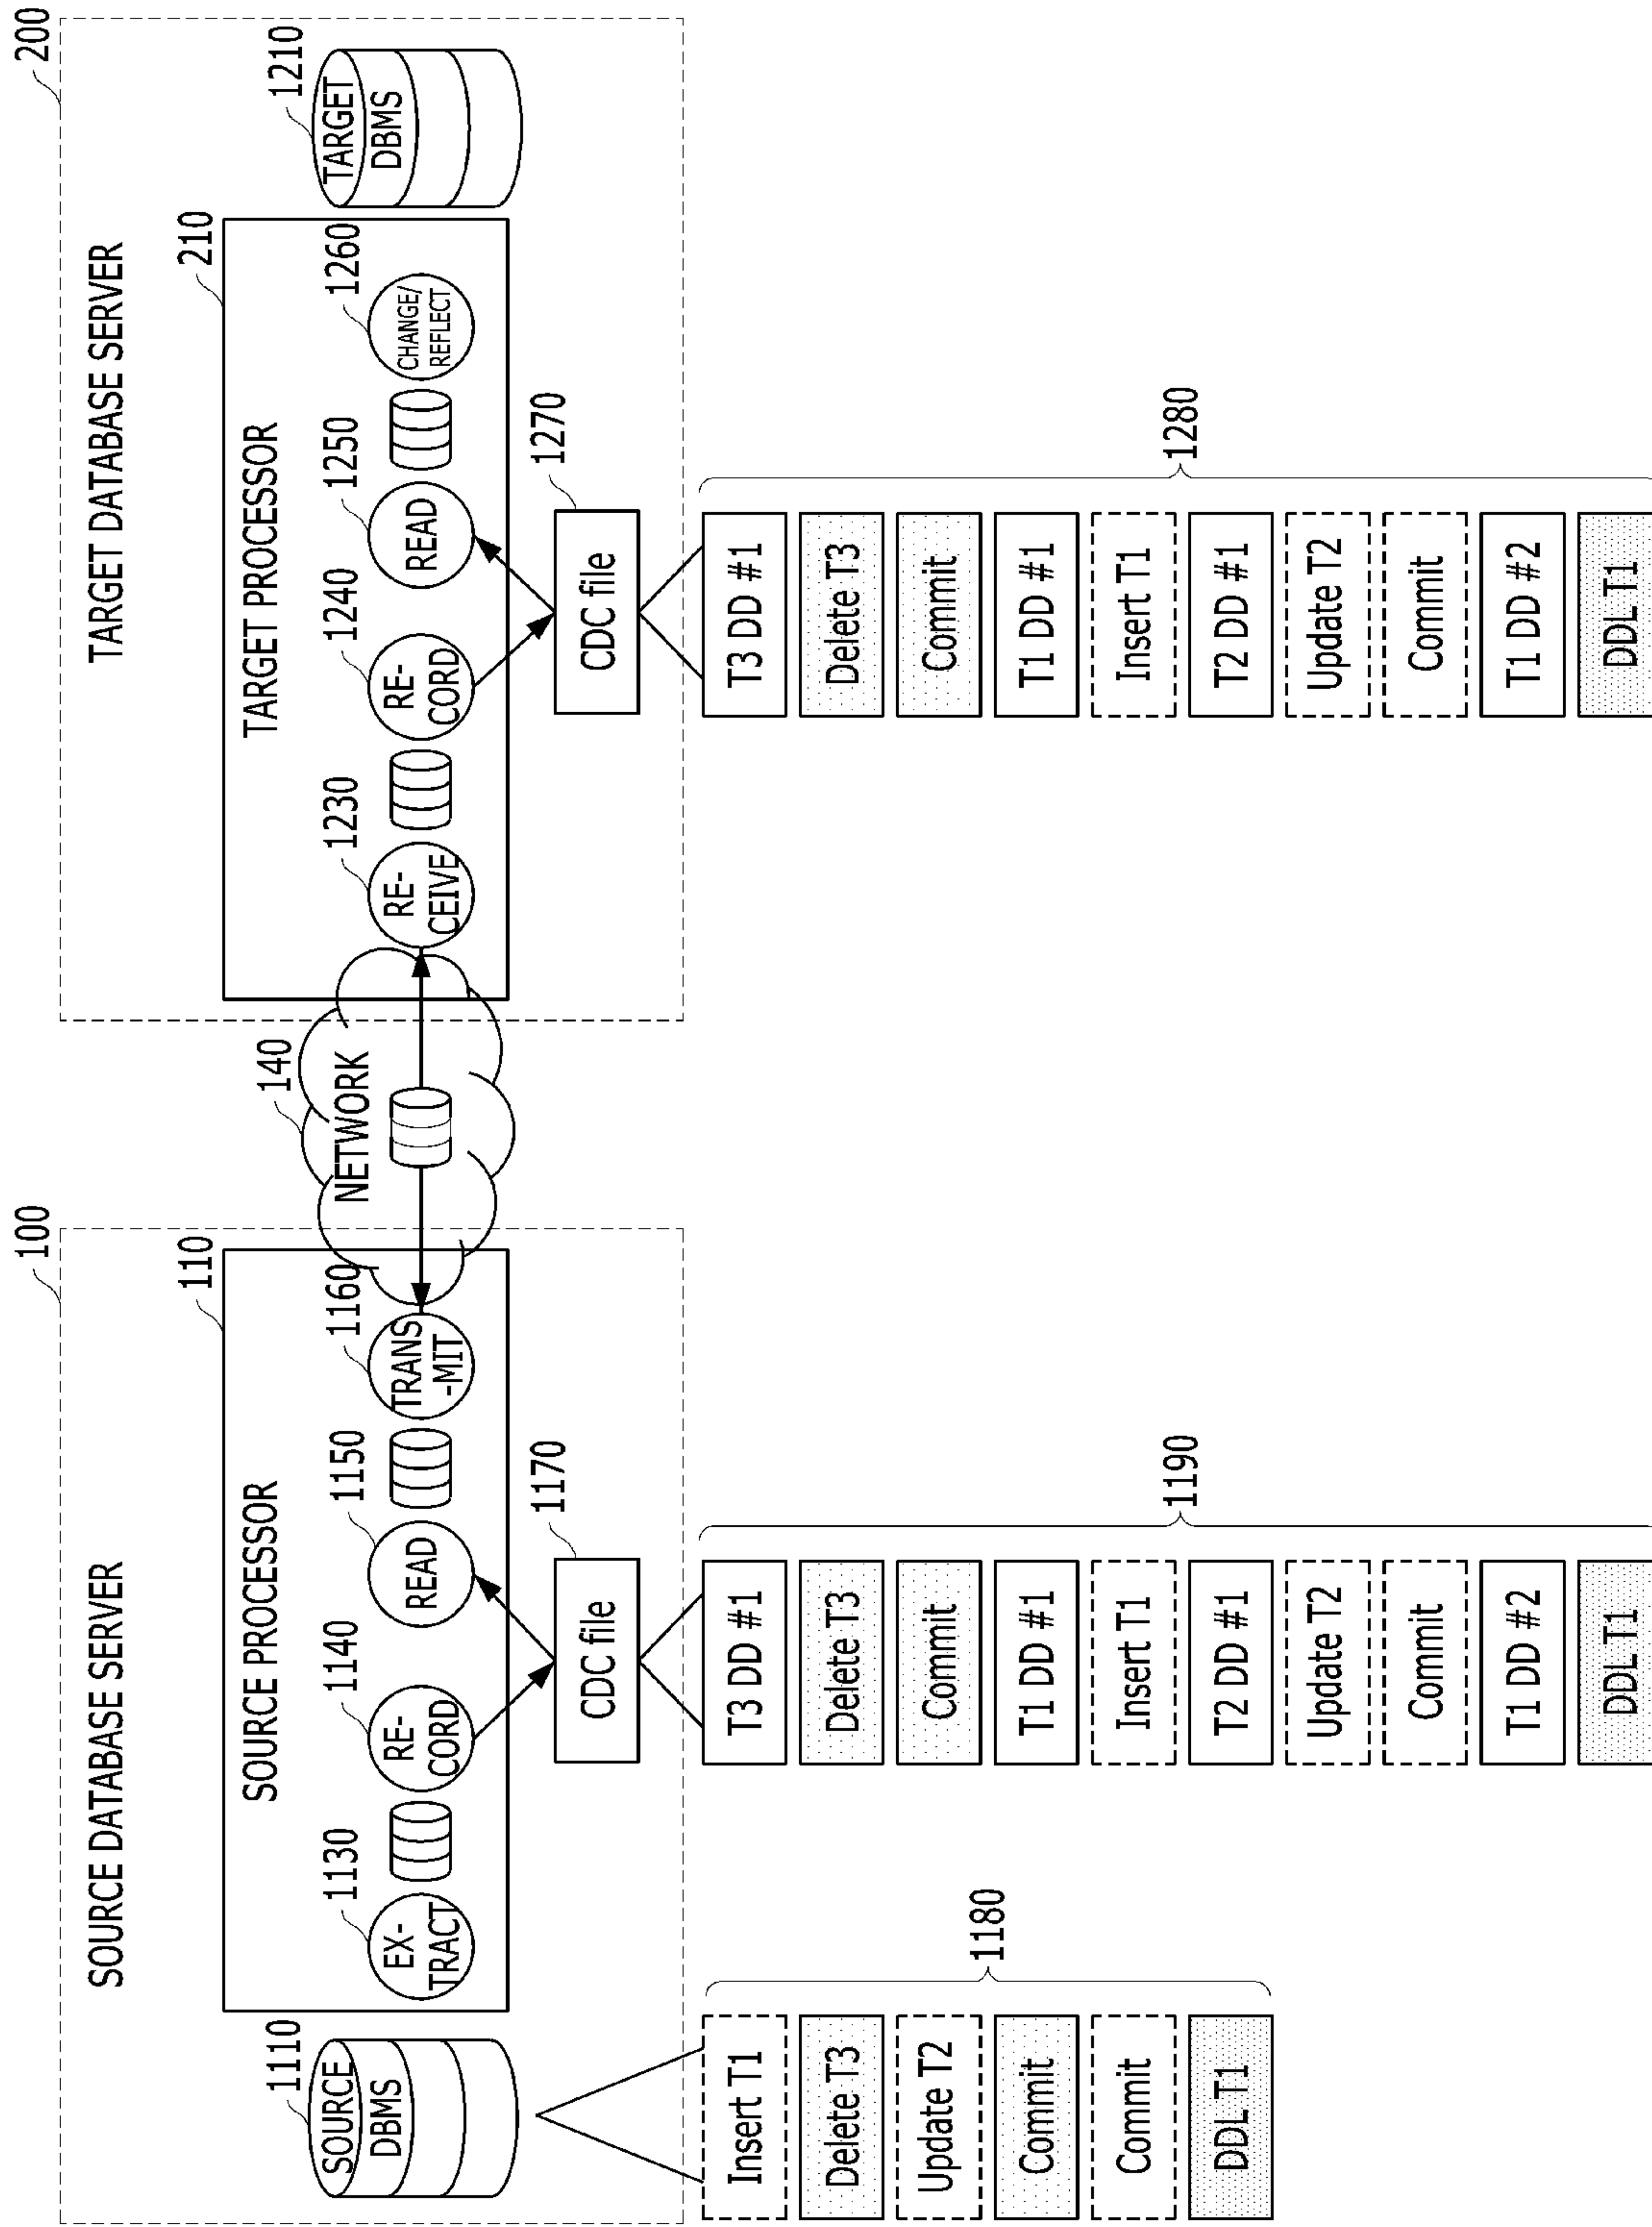 100
SOURCE DATABASE SERVER
110
SOURCE PROCESSOR
1110
SOURCE
DBMS
1130
EX-
TRACT
1140
RE-
CORD
1150
READ
1160
TRANS
-MIT
1170
CDC file
140
NETWORK
200
TARGET DATABASE SERVER
210
TARGET PROCESSOR
1230
RE-
CEIVE
1240
RE-
CORD
1250
READ
1260
CHANGE/
REFLECT
1210
TARGET
DBMS
1270
CDC file
Insert T1
Delete T3
Update T2
Commit
Commit
DDL T1
1180
T3 DD #1
Delete T3
Commit
T1 DD #1
Insert T1
T2 DD #1
Update T2
Commit
T1 DD #2
DDL T1
1190
T3 DD #1
Delete T3
Commit
T1 DD #1
Insert T1
T2 DD #1
Update T2
Commit
T1 DD #2
DDL T1
1280